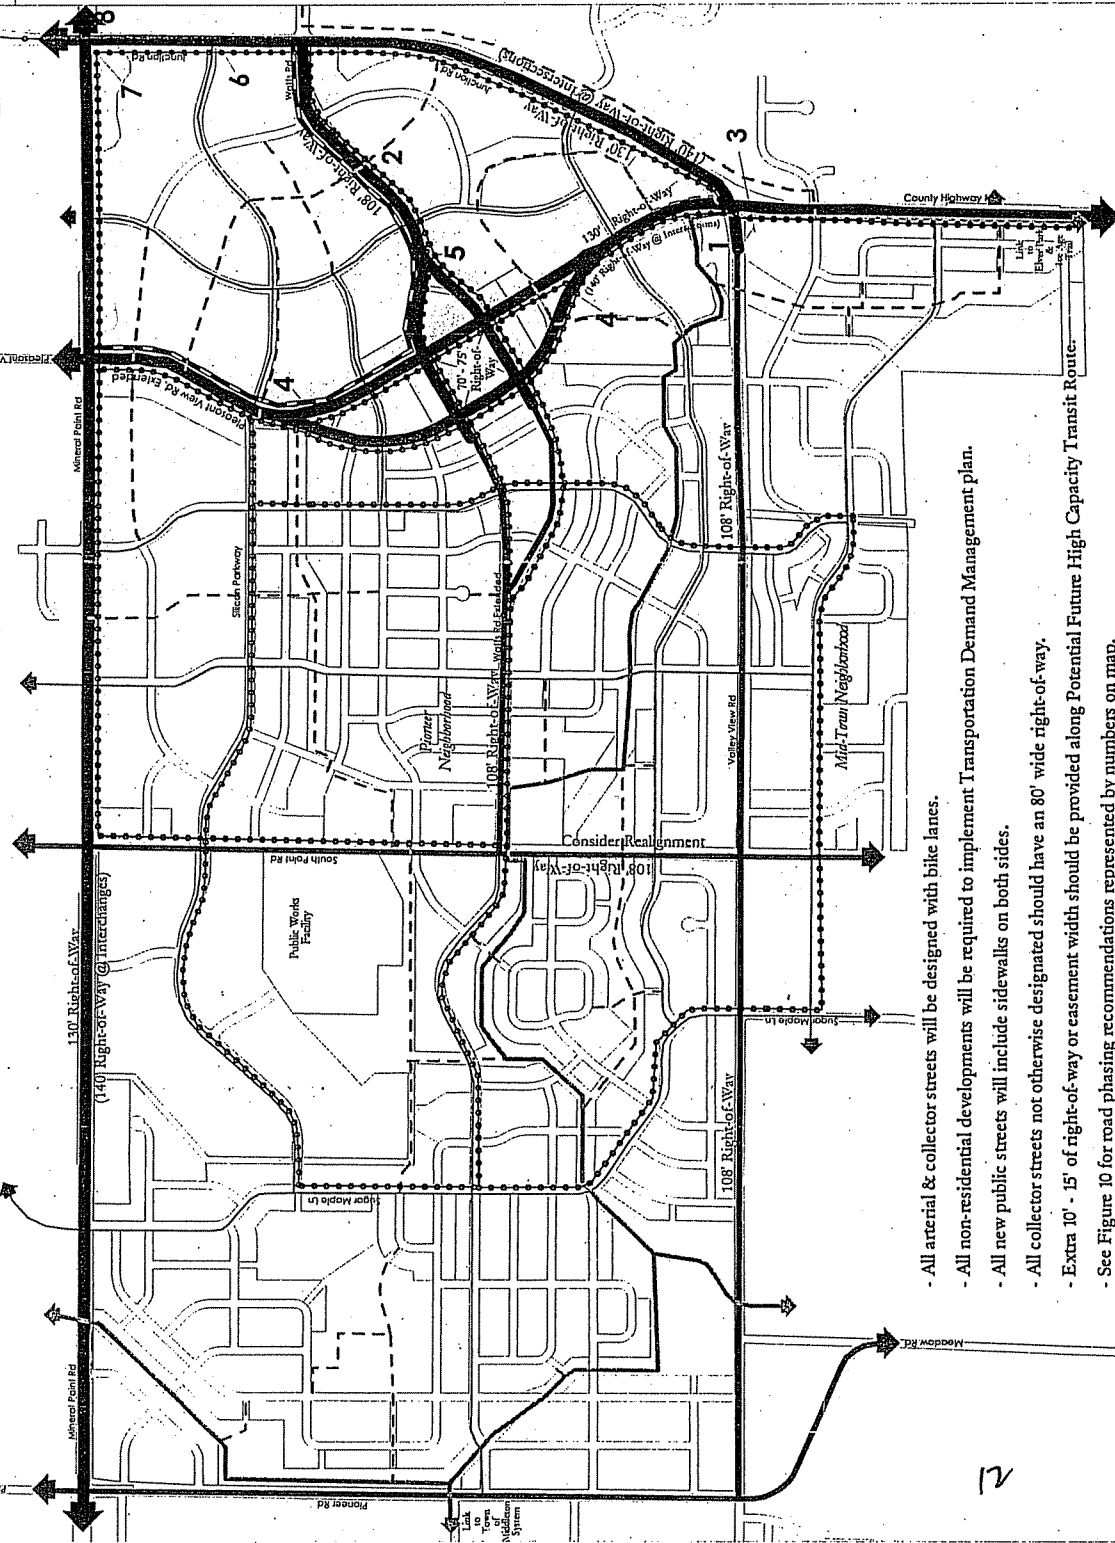 8
7
6
2
5
4
4
3
1
Junction Rd
Watts Rd
Junction Rd
108' Right-of-Way
130' Right-of-Way
(140' Right-of-Way @ Intersections)
130' Right-of-Way
(140' Right-of-Way @ Intersections)
County Highway M
Link
to
Elver Park
&
Ice Age
Trail
Pleasant V
Pleasant View Rd. Extended
Mineral Point Rd
70' - 75'
Right-of-
Way
108' Right-of-Way
Silicon Parkway
Watts Rd Extended
108' Right-of-Way
Pioneer
Neighborhood
Valley View Rd
Mid-Town Neighborhood
Consider Realignment
South Point Rd
108' Right-of-Way
Public Works
Facility
130' Right-of-Way
(140' Right-of-Way @ Interchanges)
Sugar Maple Ln
Sugar Maple Ln
108' Right-of-Way
Mineral Point Rd
Pioneer Rd
Link
to
Town
of
Middleton
System
Meadow Rd.
- All arterial & collector streets will be designed with bike lanes.
- All non-residential developments will be required to implement Transportation Demand Management plan.
- All new public streets will include sidewalks on both sides.
- All collector streets not otherwise designated should have an 80' wide right-of-way.
- Extra 10' - 15' of right-of-way or easement width should be provided along Potential Future High Capacity Transit Route.
- See Figure 10 for road phasing recommendations represented by numbers on map.
12